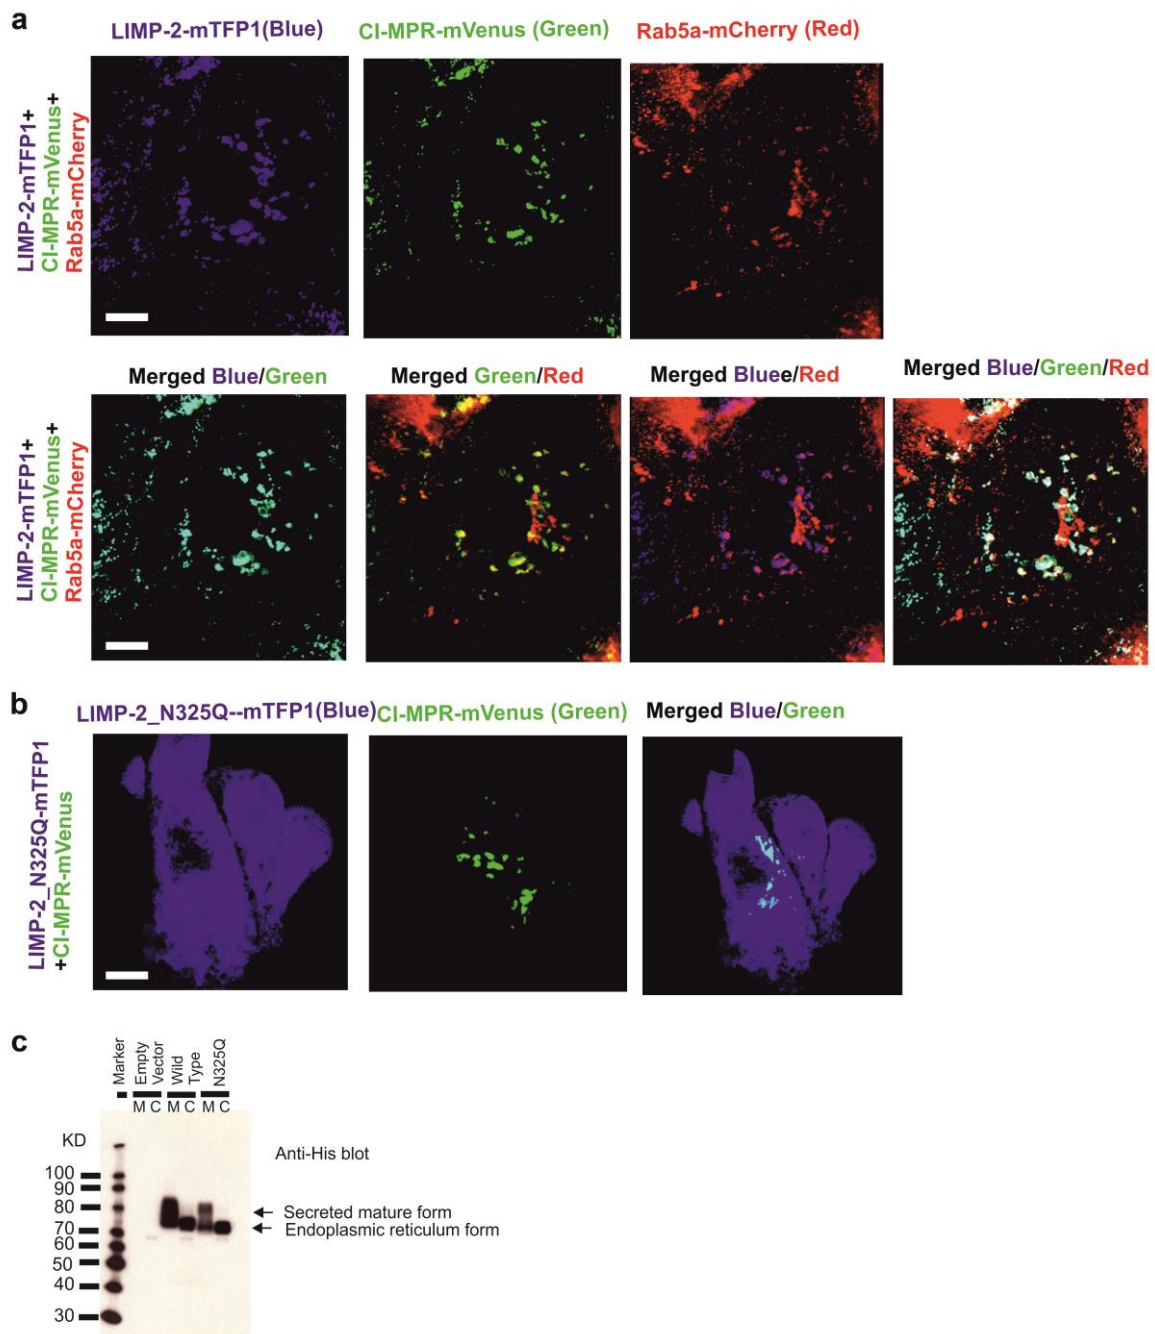 a
LIMP-2-mTFP1(Blue)
CI-MPR-mVenus (Green)
Rab5a-mCherry (Red)
LIMP-2-mTFP1+
CI-MPR-mVenus+
Rab5a-mCherry
Merged Blue/Green
Merged Green/Red
Merged Bluee/Red
Merged Blue/Green/Red
LIMP-2-mTFP1+
CI-MPR-mVenus+
Rab5a-mCherry
b
LIMP-2_N325Q--mTFP1(Blue)
CI-MPR-mVenus (Green)
Merged Blue/Green
LIMP-2_N325Q-mTFP1
+CI-MPR-mVenus
c
Marker
Empty
Vector
Wild
Type
N325Q
M C M C M C
KD
Anti-His blot
100
90
80
Secreted mature form
70
Endoplasmic reticulum form
60
50
40
30